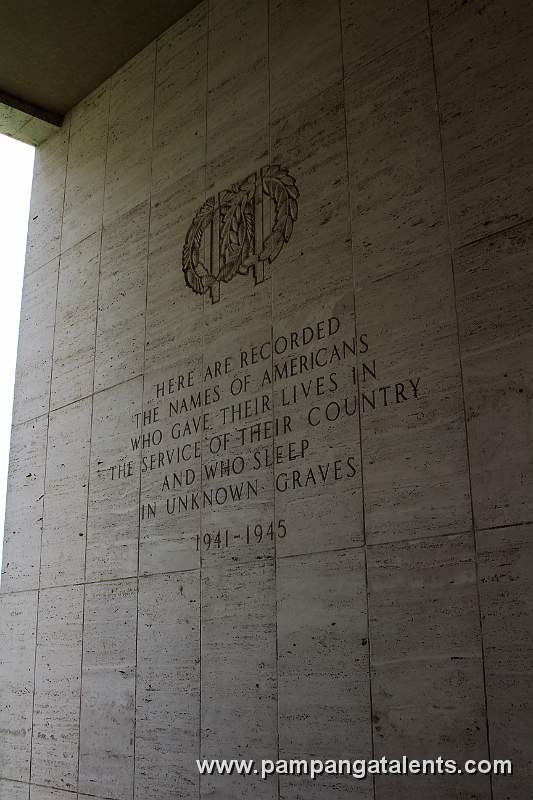 HERE ARE RECORDED
THE NAMES OF AMERICANS
WHO GAVE THEIR LIVES IN
THE SERVICE OF THEIR COUNTRY
AND WHO SLEEP
IN UNKNOWN GRAVES
1941-1945
www.pampangatalents.com